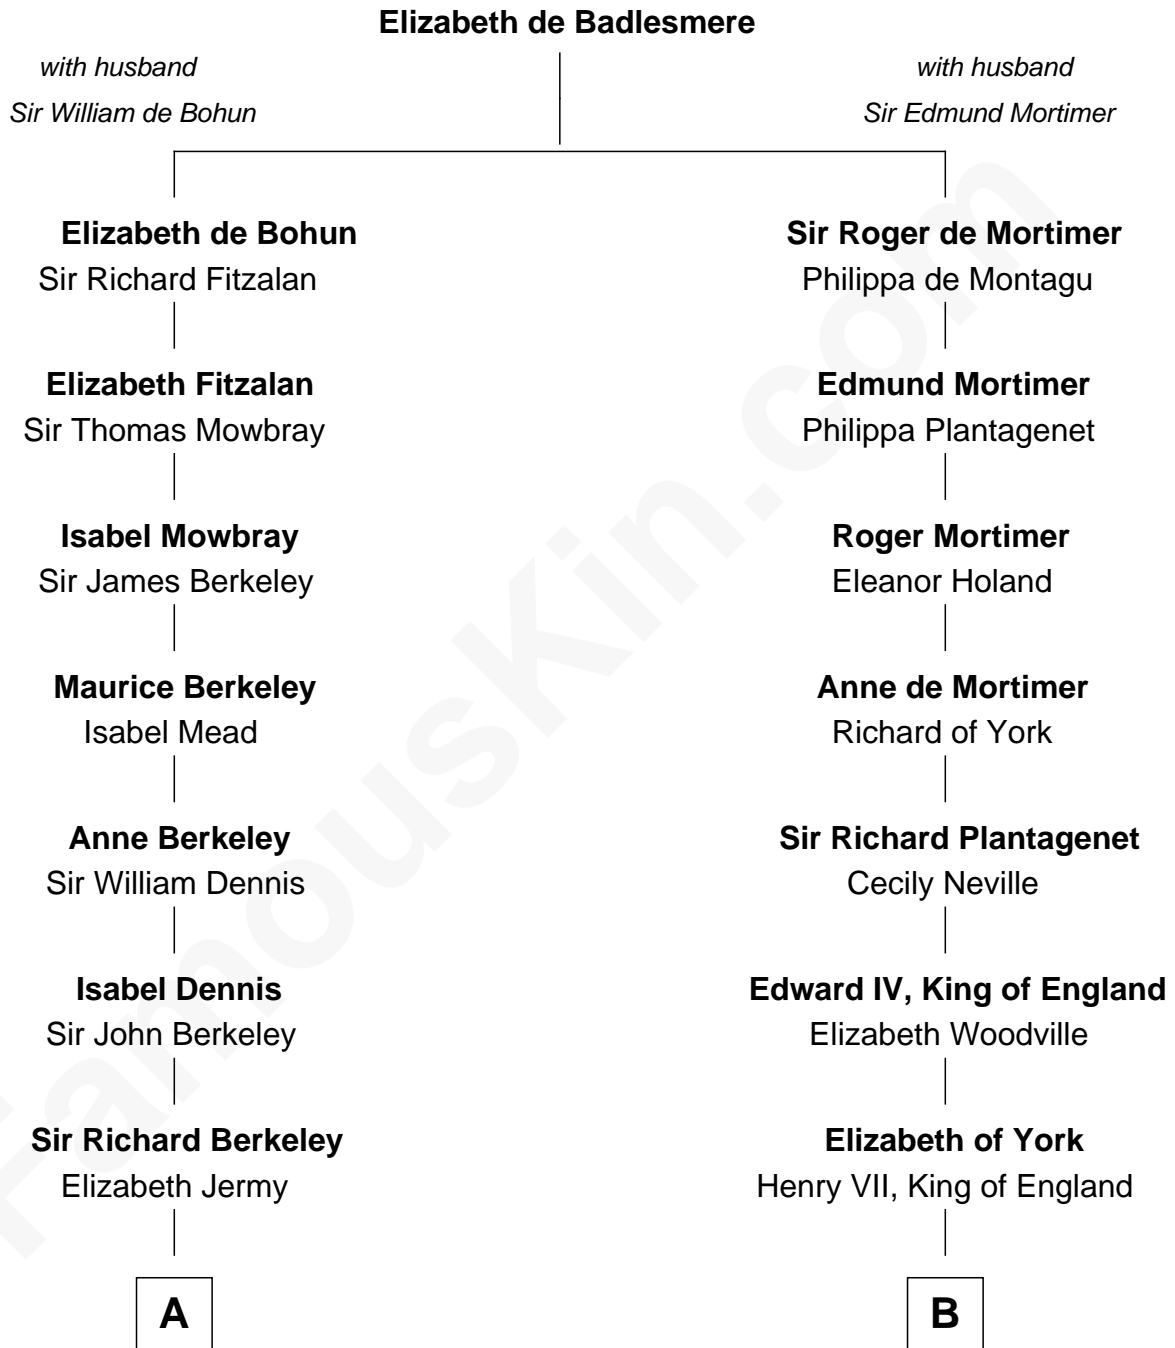 Elizabeth de Badlesmere
with husband
Sir William de Bohun
with husband
Sir Edmund Mortimer
Elizabeth de Bohun
Sir Richard Fitzalan
Elizabeth Fitzalan
Sir Thomas Mowbray
Isabel Mowbray
Sir James Berkeley
Maurice Berkeley
Isabel Mead
Anne Berkeley
Sir William Dennis
Isabel Dennis
Sir John Berkeley
Sir Richard Berkeley
Elizabeth Jermy
A
Sir Roger de Mortimer
Philippa de Montagu
Edmund Mortimer
Philippa Plantagenet
Roger Mortimer
Eleanor Holand
Anne de Mortimer
Richard of York
Sir Richard Plantagenet
Cecily Neville
Edward IV, King of England
Elizabeth Woodville
Elizabeth of York
Henry VII, King of England
B
FamousKin.com